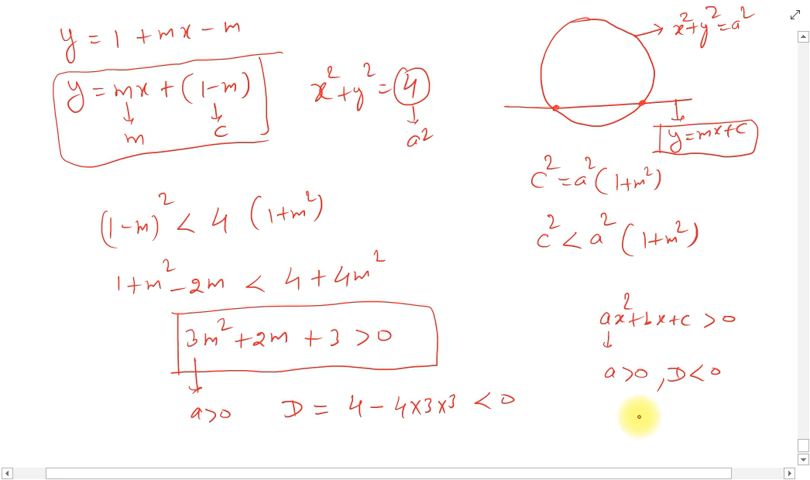 y = 1 + mx - m
y = mx + (1-m)
m
c
x² + y² = 4
a²
x² + y² = a²
y = mx + c
c² = a² (1+m²)
c² < a² (1+m²)
(1-m)² < 4 (1+m²)
1+m² - 2m < 4 + 4m²
3m² + 2m + 3 > 0
a>0
D = 4 - 4×3×3 < 0
ax² + bx + c > 0
a>0, D<0